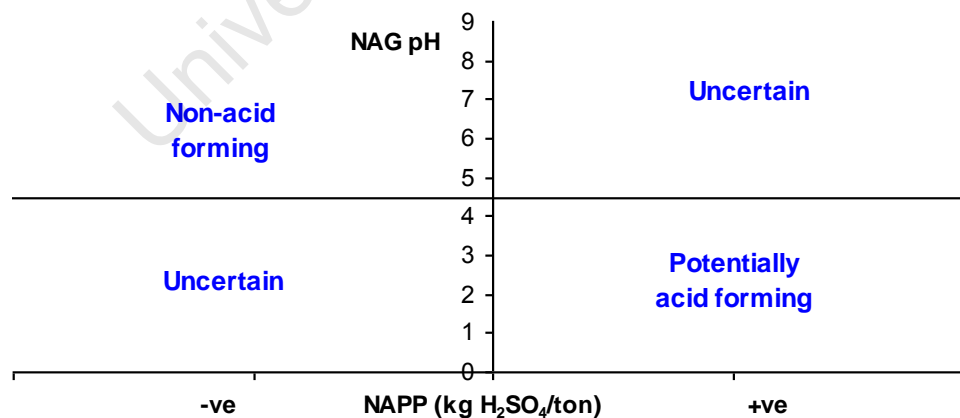 Unive
NAG pH
9
8
7
6
5
4
3
2
1
0
Non-acid
forming
Uncertain
Uncertain
Potentially
acid forming
-ve
NAPP (kg H₂SO₄/ton)
+ve